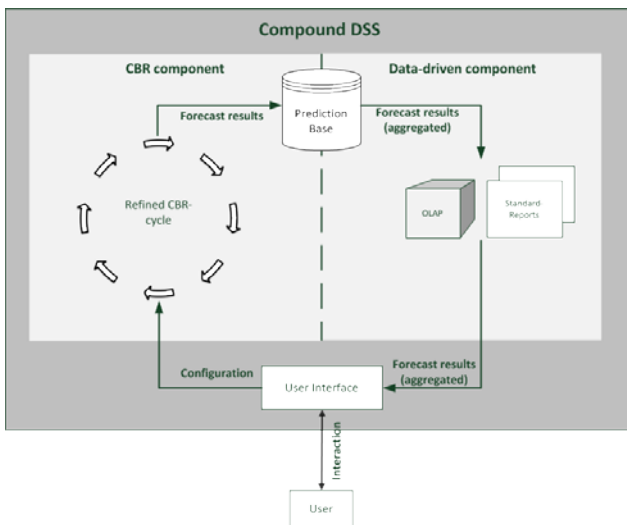 Compound DSS
CBR component
Data-driven component
Prediction
Base
Forecast results
Forecast results
(aggregated)
Refined CBR-
cycle
OLAP
Standard
Reports
Configuration
User Interface
Forecast results
(aggregated)
Interaction
User